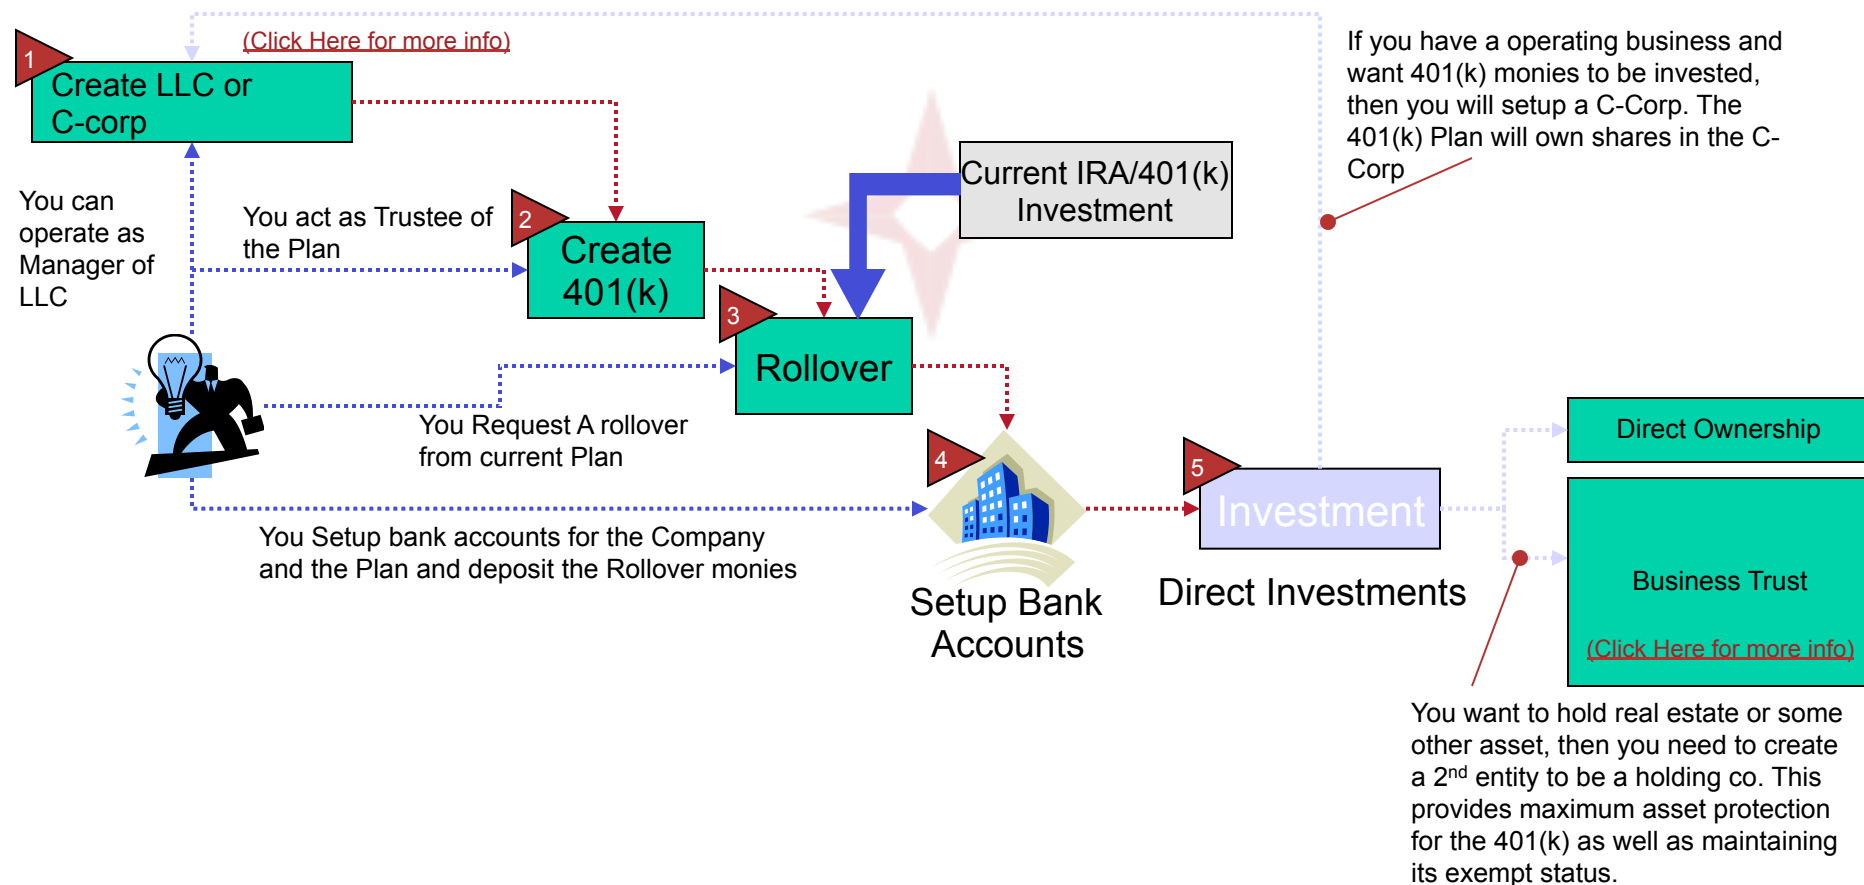 (Click Here for more info)
1
Create LLC or
C-corp
You can
operate as
Manager of
LLC
You act as Trustee of
the Plan
2
Create
401(k)
Current IRA/401(k)
Investment
If you have a operating business and
want 401(k) monies to be invested,
then you will setup a C-Corp. The
401(k) Plan will own shares in the C-
Corp
3
Rollover
You Request A rollover
from current Plan
You Setup bank accounts for the Company
and the Plan and deposit the Rollover monies
4
Setup Bank
Accounts
5
Investment
Direct Investments
Direct Ownership
Business Trust
(Click Here for more info)
You want to hold real estate or some
other asset, then you need to create
a 2nd entity to be a holding co. This
provides maximum asset protection
for the 401(k) as well as maintaining
its exempt status.